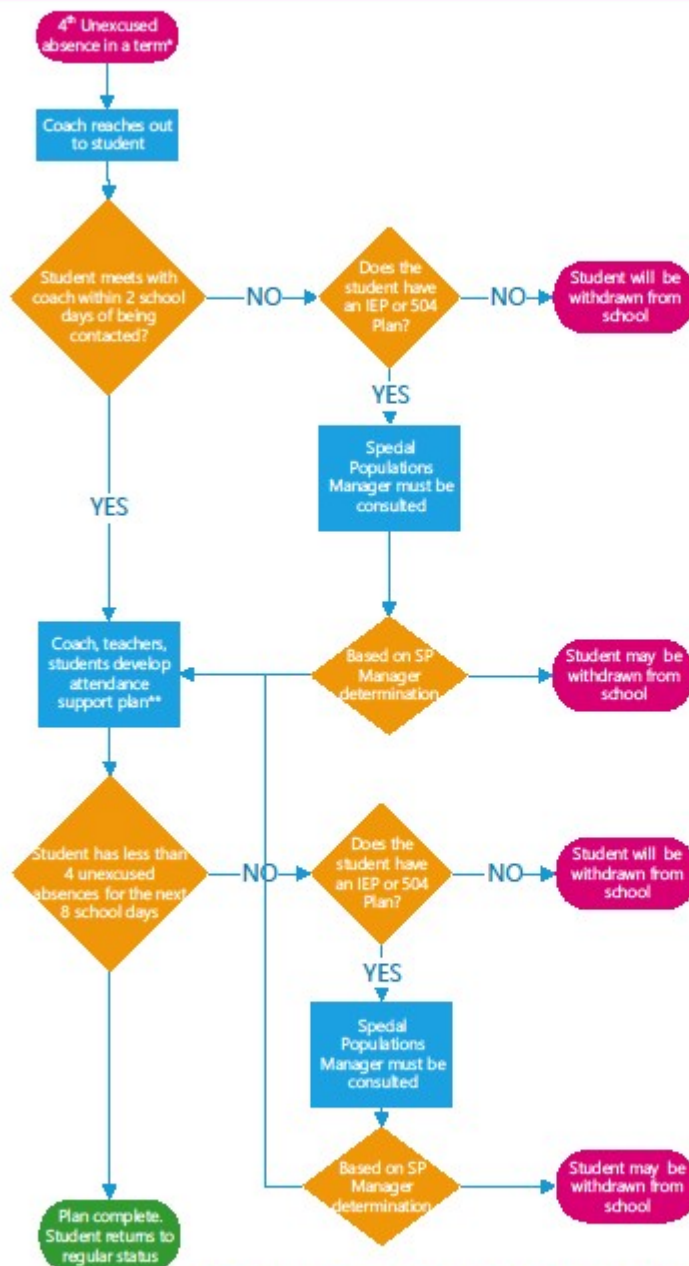 4th Unexcused
absence in a term*
Coach reaches out
to student
Student meets with
coach within 2 school
days of being
contacted?
NO
Does the
student have
an IEP or 504
Plan?
NO
Student will be
withdrawn from
school
YES
YES
Special
Populations
Manager must be
consulted
Coach, teachers,
students develop
attendance
support plan**
Based on SP
Manager
determination
Student may be
withdrawn from
school
Student has less than
4 unexcused
absences for the next
8 school days
NO
Does the
student have
an IEP or 504
Plan?
NO
Student will be
withdrawn from
school
YES
Special
Populations
Manager must be
consulted
Based on SP
Manager
determination
Student may be
withdrawn from
school
Plan complete.
Student returns to
regular status